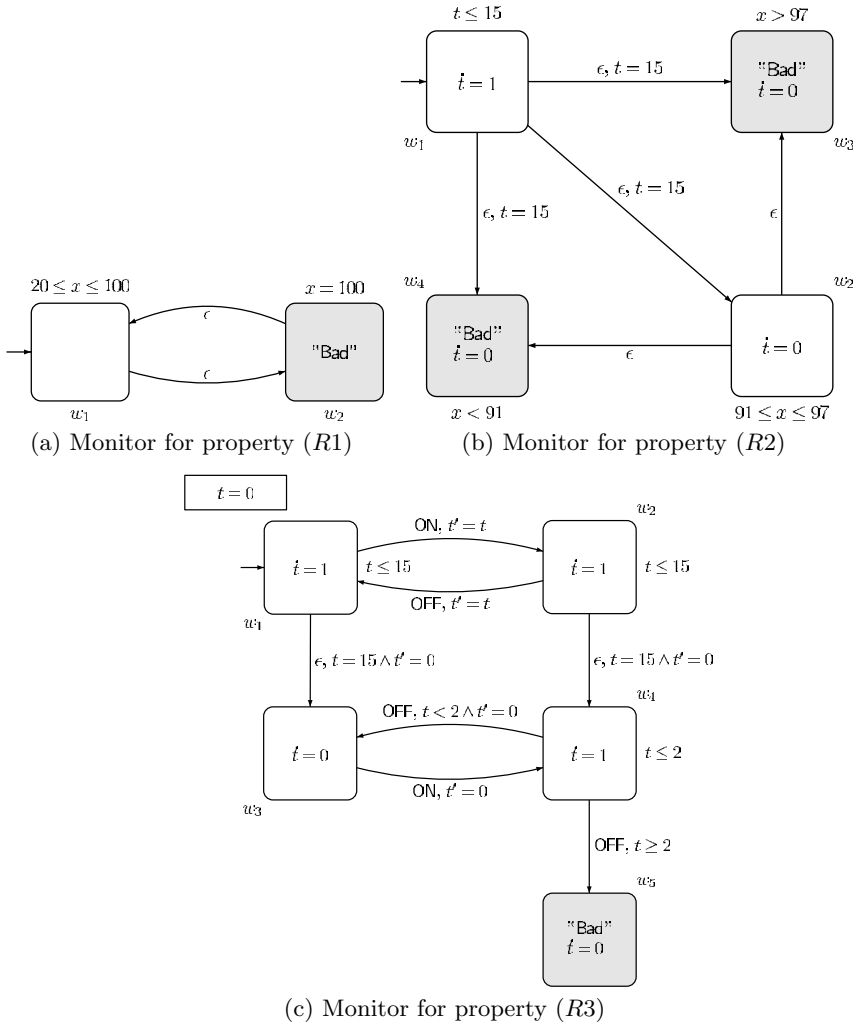 t ≤ 15
ṫ = 1
w₁
ϵ, t = 15
x > 97
"Bad"
ṫ = 0
w₃
ϵ, t = 15
ϵ, t = 15
ϵ
w₄
"Bad"
ṫ = 0
x < 91
ϵ
w₂
ṫ = 0
91 ≤ x ≤ 97
20 ≤ x ≤ 100
w₁
ϵ
ϵ
x = 100
"Bad"
w₂
(a) Monitor for property (R1)
(b) Monitor for property (R2)
t = 0
ṫ = 1
t ≤ 15
w₁
ON, t′ = t
OFF, t′ = t
w₂
ṫ = 1
t ≤ 15
ϵ, t = 15 ∧ t′ = 0
ϵ, t = 15 ∧ t′ = 0
ṫ = 0
w₃
OFF, t < 2 ∧ t′ = 0
ON, t′ = 0
w₄
ṫ = 1
t ≤ 2
OFF, t ≥ 2
w₅
"Bad"
ṫ = 0
(c) Monitor for property (R3)